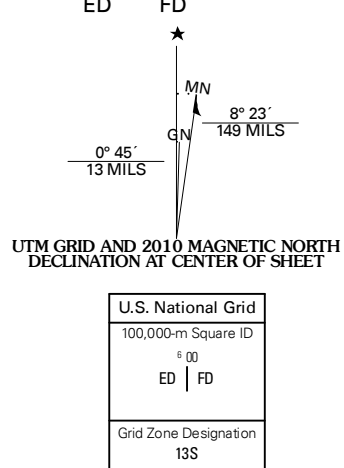 ED FD
★
MN
8° 23´
149 MILS
GN
0° 45´
13 MILS
UTM GRID AND 2010 MAGNETIC NORTH
DECLINATION AT CENTER OF SHEET
U.S. National Grid
100,000-m Square ID
6 00
ED FD
Grid Zone Designation
13S